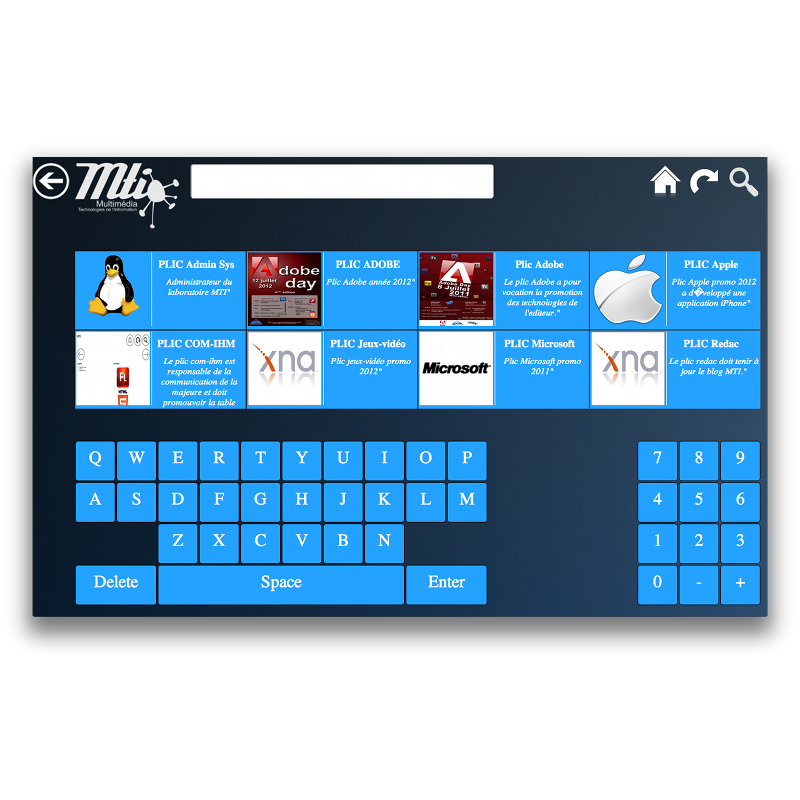 Mti
Multimédia
Technologies de l'Information
PLIC Admin Sys
Administrateur du
laboratoire MTI"
Adobe
day
12 juillet
2012
PLIC ADOBE
Plic Adobe année 2012"
Adobe Day
8 Juillet
2011
Plic Adobe
Le plic Adobe a pour
vocation la promotion
des technologies de
l'editeur."
PLIC Apple
Plic Apple promo 2012
a d�veloppé une
application iPhone"
HTML
PLIC COM-IHM
Le plic com-ihm est
responsable de la
communication de la
majeure et doit
promouvoir la table
xna
PLIC Jeux-vidéo
Plic jeux-vidéo promo
2012"
Microsoft
PLIC Microsoft
Plic Microsoft promo
2011"
xna
PLIC Redac
Le plic redac doit tenir à
jour le blog MTI."
Q W E R T Y U I O P
7 8 9
A S D F G H J K L M
4 5 6
Z X C V B N
1 2 3
Delete Space Enter
0 - +